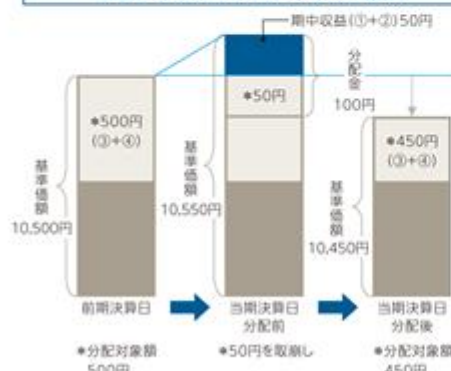 期中収益(①+②)50円
*500円
(③+④)
*50円
分配金
100円
*450円
(③+④)
基準価額
10,500円
基準価額
10,550円
基準価額
10,450円
前期決算日
当期決算日
分配前
当期決算日
分配後
*分配対象額
500円
*50円を取崩し
*分配対象額
450円